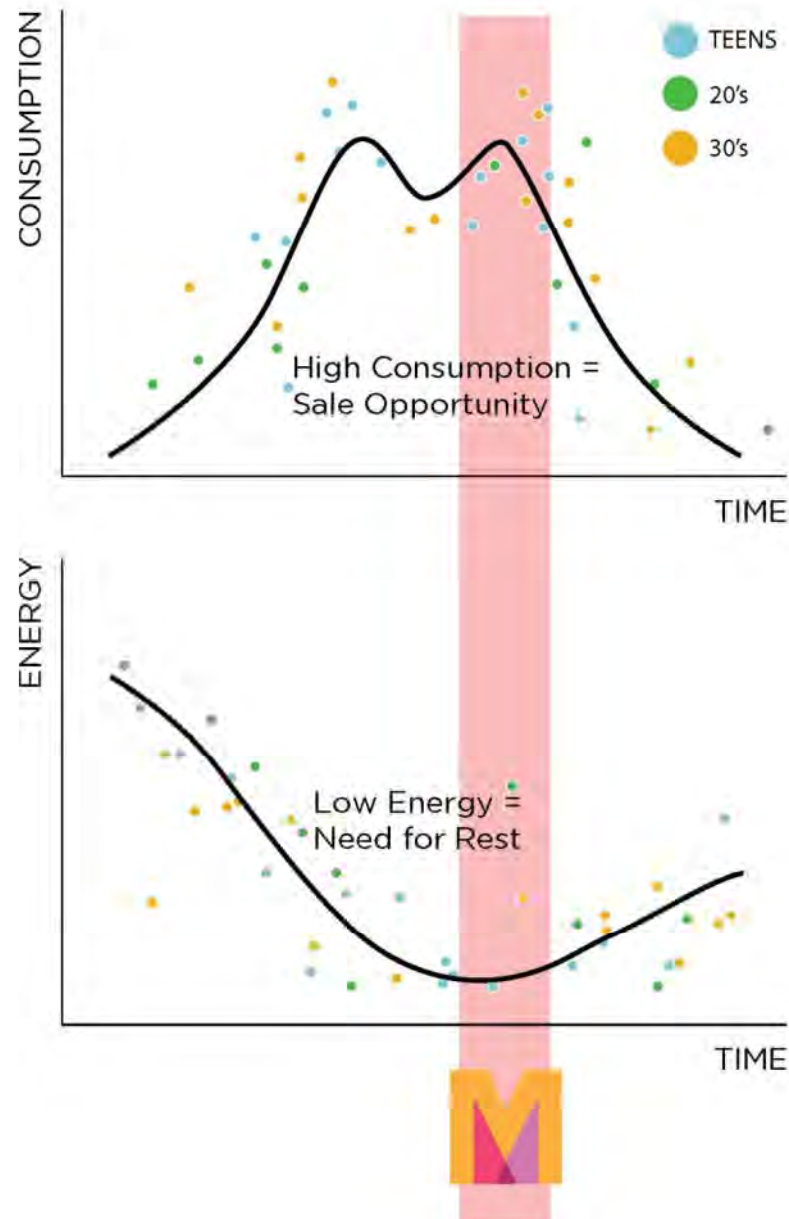 CONSUMPTION
TEENS
20's
30's
High Consumption =
Sale Opportunity
TIME
ENERGY
Low Energy =
Need for Rest
TIME
M